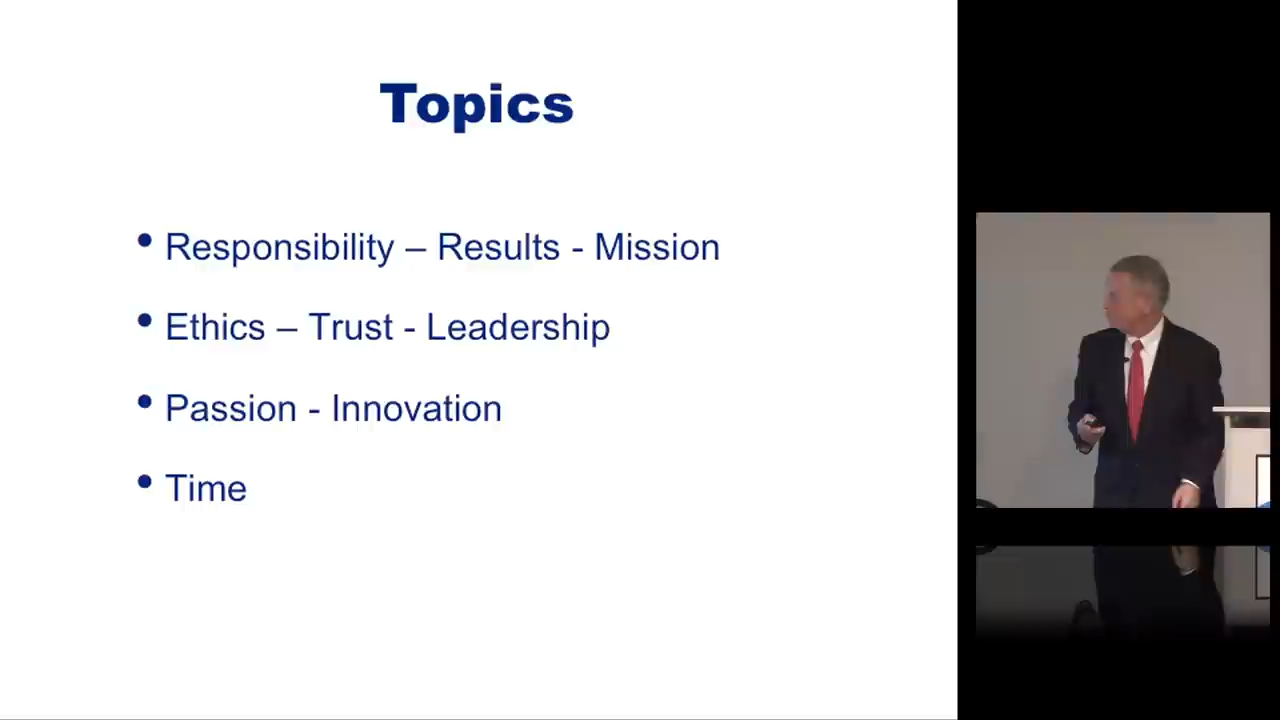 Topics
• Responsibility – Results - Mission
• Ethics – Trust - Leadership
• Passion - Innovation
• Time